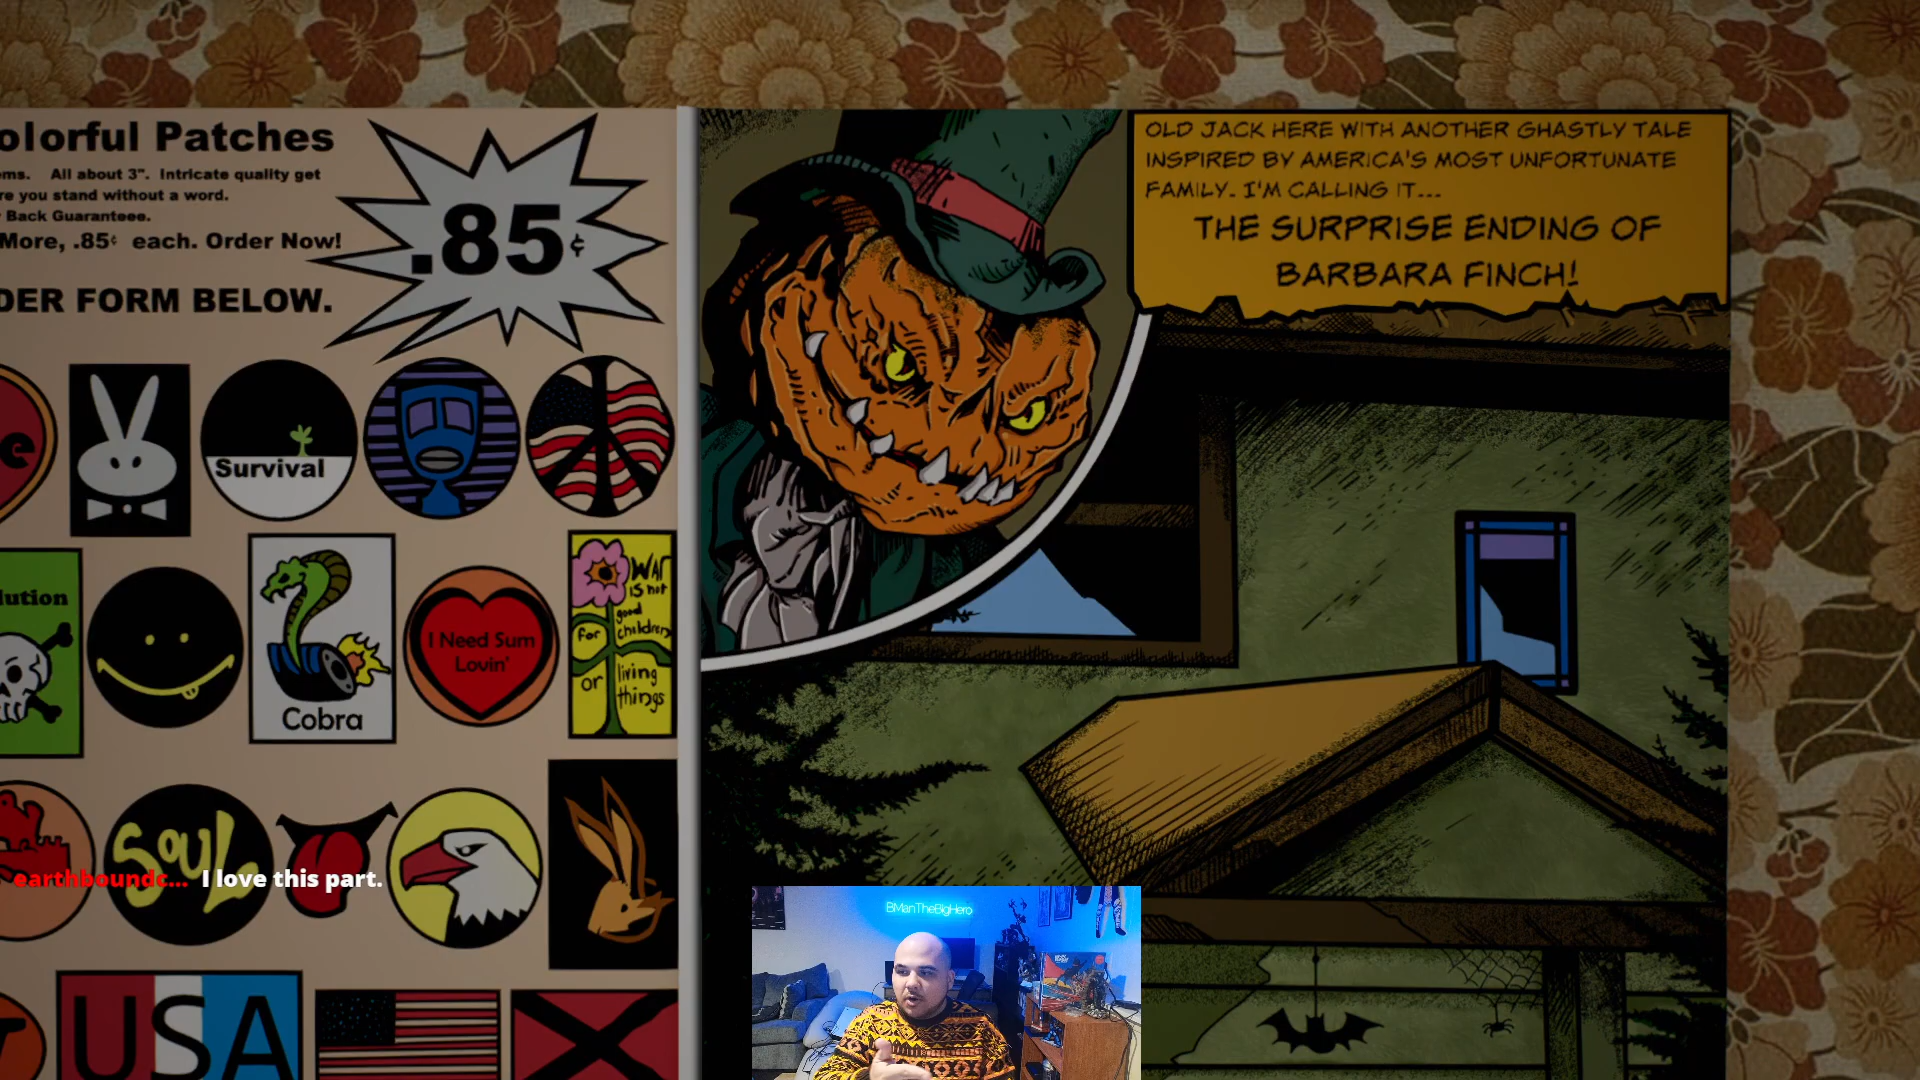 olorful Patches
ems. All about 3". Intricate quality get
re you stand without a word.
Back Guaranteee.
More, .85¢ each. Order Now!
DER FORM BELOW.
.85¢
OLD JACK HERE WITH ANOTHER GHASTLY TALE
INSPIRED BY AMERICA'S MOST UNFORTUNATE
FAMILY. I'M CALLING IT...
THE SURPRISE ENDING OF
BARBARA FINCH!
e
Survival
lution
Cobra
I Need Sum
Lovin'
WAR
is not
good
for children
or living
things
SOUL
earthboundc... I love this part.
USA
BManTheBigHero